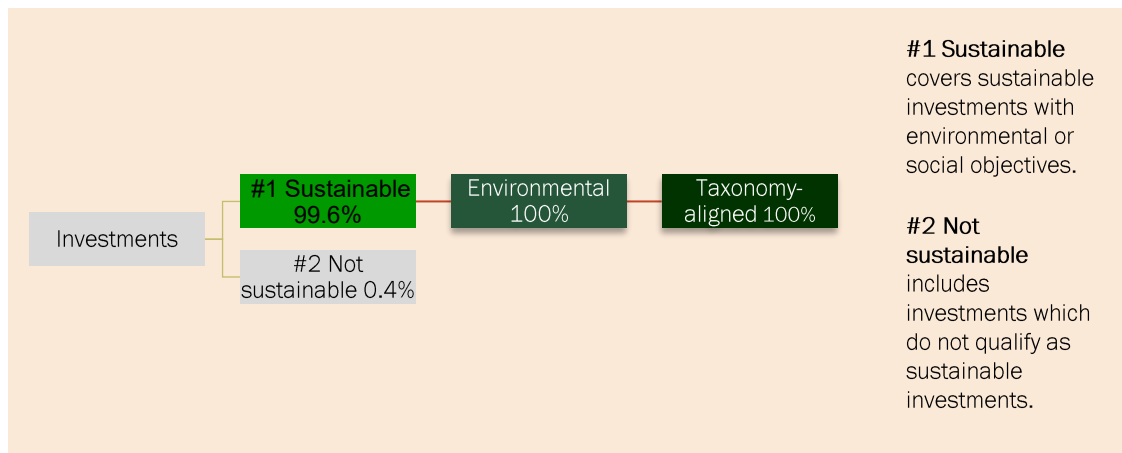 Investments
#1 Sustainable
99.6%
#2 Not
sustainable 0.4%
Environmental
100%
Taxonomy-
aligned 100%
#1 Sustainable
covers sustainable
investments with
environmental or
social objectives.
#2 Not
sustainable
includes
investments which
do not qualify as
sustainable
investments.